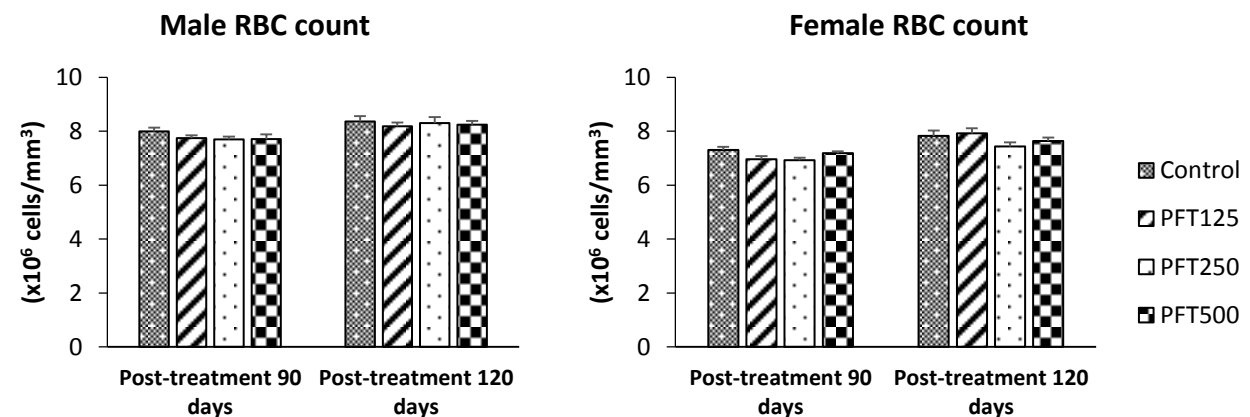 Male RBC count
(x10⁶ cells/mm³)
10
8
6
4
2
0
Post-treatment 90
days
Post-treatment 120
days
Female RBC count
(x10⁶ cells/mm³)
10
8
6
4
2
0
Post-treatment 90
days
Post-treatment 120
days
Control
PFT125
PFT250
PFT500